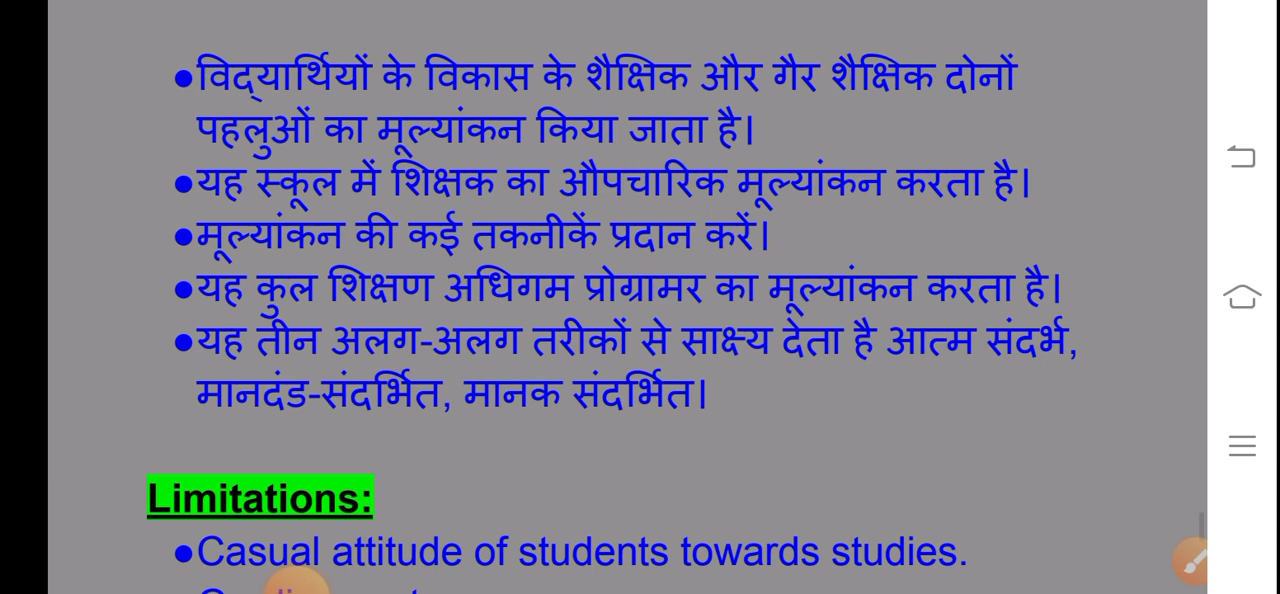 ●विद्यार्थियों के विकास के शैक्षिक और गैर शैक्षिक दोनों
पहलुओं का मूल्यांकन किया जाता है।
●यह स्कूल में शिक्षक का औपचारिक मूल्यांकन करता है।
●मूल्यांकन की कई तकनीकें प्रदान करें।
●यह कुल शिक्षण अधिगम प्रोग्रामर का मूल्यांकन करता है।
●यह तीन अलग-अलग तरीकों से साक्ष्य देता है आत्म संदर्भ,
मानदंड-संदर्भित, मानक संदर्भित।
Limitations:
●Casual attitude of students towards studies.